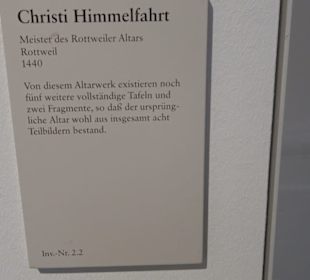 Christi Himmelfahrt
Meister des Rottweiler Altars
Rottweil
1440
Von diesem Altarwerk existieren noch
fünf weitere vollständige Tafeln und
zwei Fragmente, so daß der ursprüng-
liche Altar wohl aus insgesamt acht
Teilbildern bestand.
Inv.-Nr. 2.2